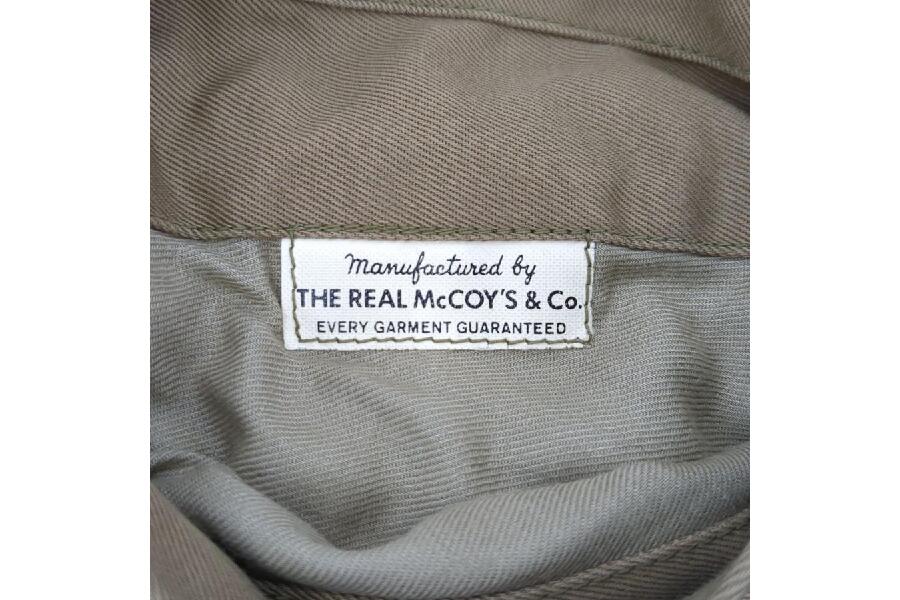 Manufactured by
THE REAL McCOY'S & Co.
EVERY GARMENT GUARANTEED